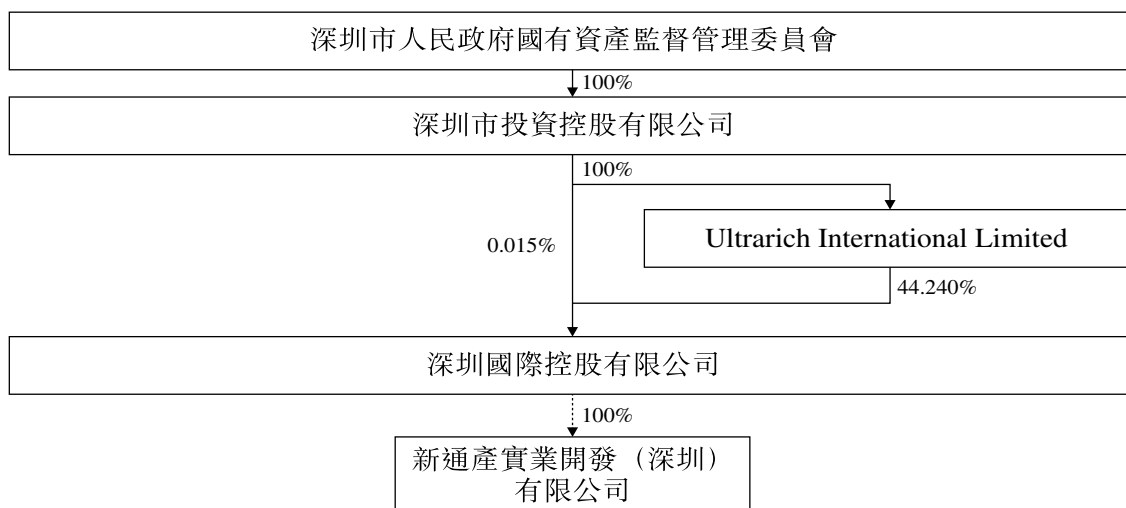 深圳市人民政府國有資產監督管理委員會
100%
深圳市投資控股有限公司
100%
0.015%
Ultrarich International Limited
44.240%
深圳國際控股有限公司
100%
新通產實業開發（深圳）
有限公司